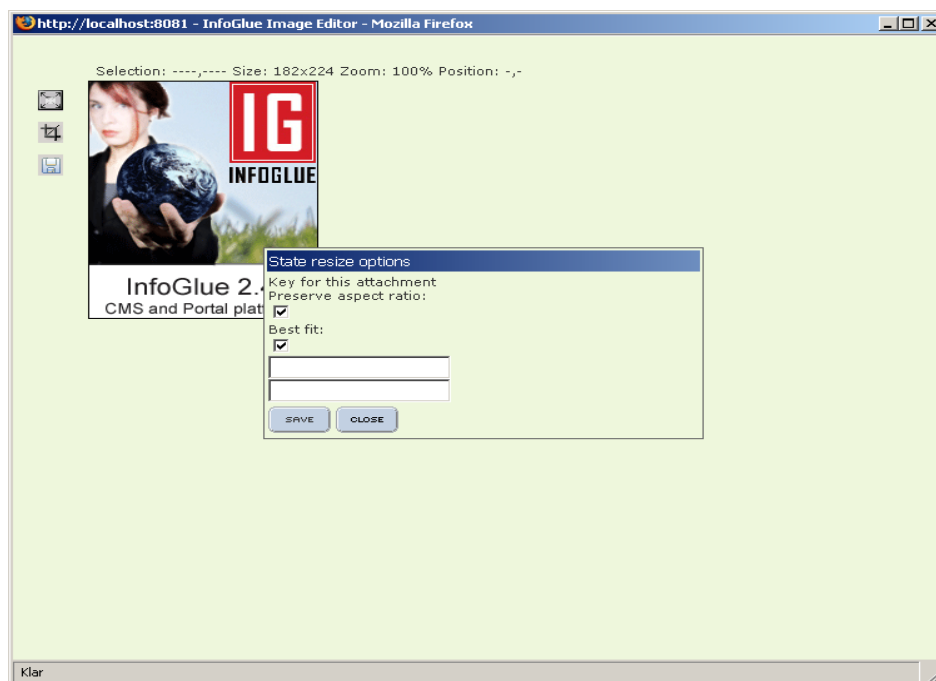 http://localhost:8081 - InfoGlue Image Editor - Mozilla Firefox
Selection: ----,---- Size: 182x224 Zoom: 100% Position: -,-
IG
INFOGLUE
InfoGlue 2.
CMS and Portal plat
State resize options
Key for this attachment
Preserve aspect ratio:
Best fit:
SAVE CLOSE
Klar